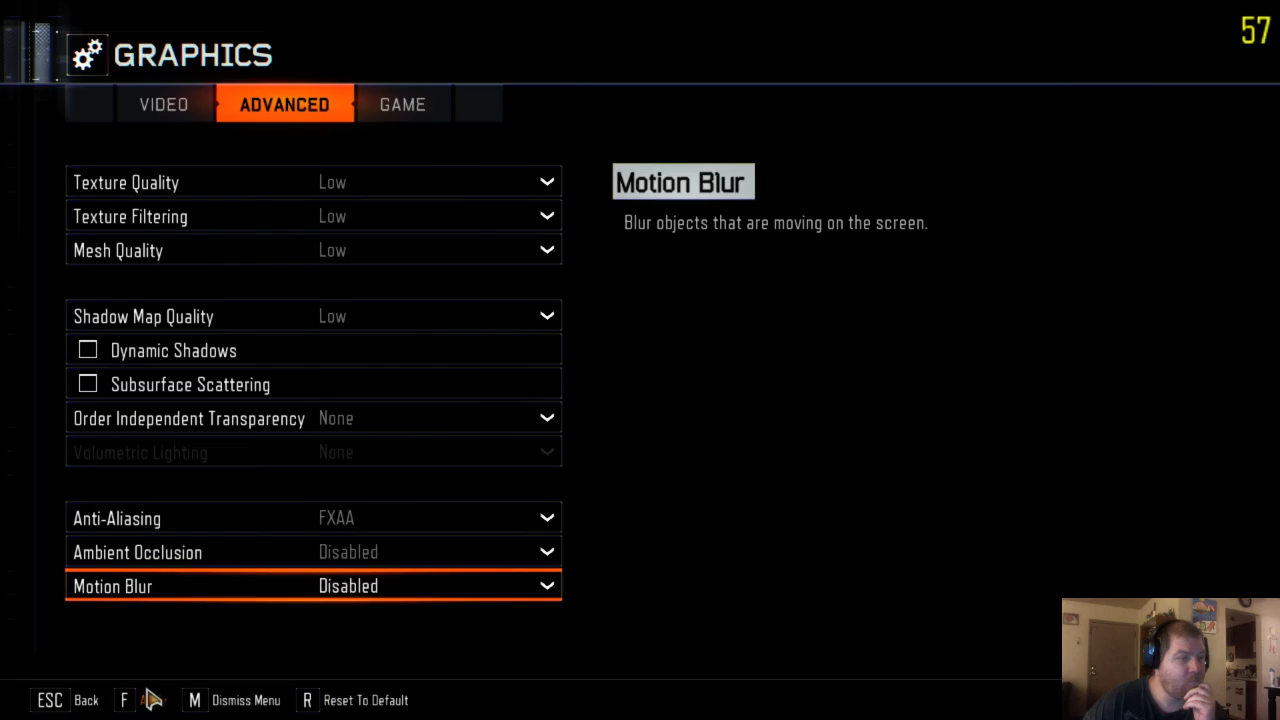 57
GRAPHICS
VIDEO ADVANCED GAME
Texture Quality Low
Texture Filtering Low
Mesh Quality Low
Shadow Map Quality Low
Dynamic Shadows
Subsurface Scattering
Order Independent Transparency None
Volumetric Lighting None
Anti-Aliasing FXAA
Ambient Occlusion Disabled
Motion Blur Disabled
Motion Blur
Blur objects that are moving on the screen.
ESC Back F M Dismiss Menu R Reset To Default